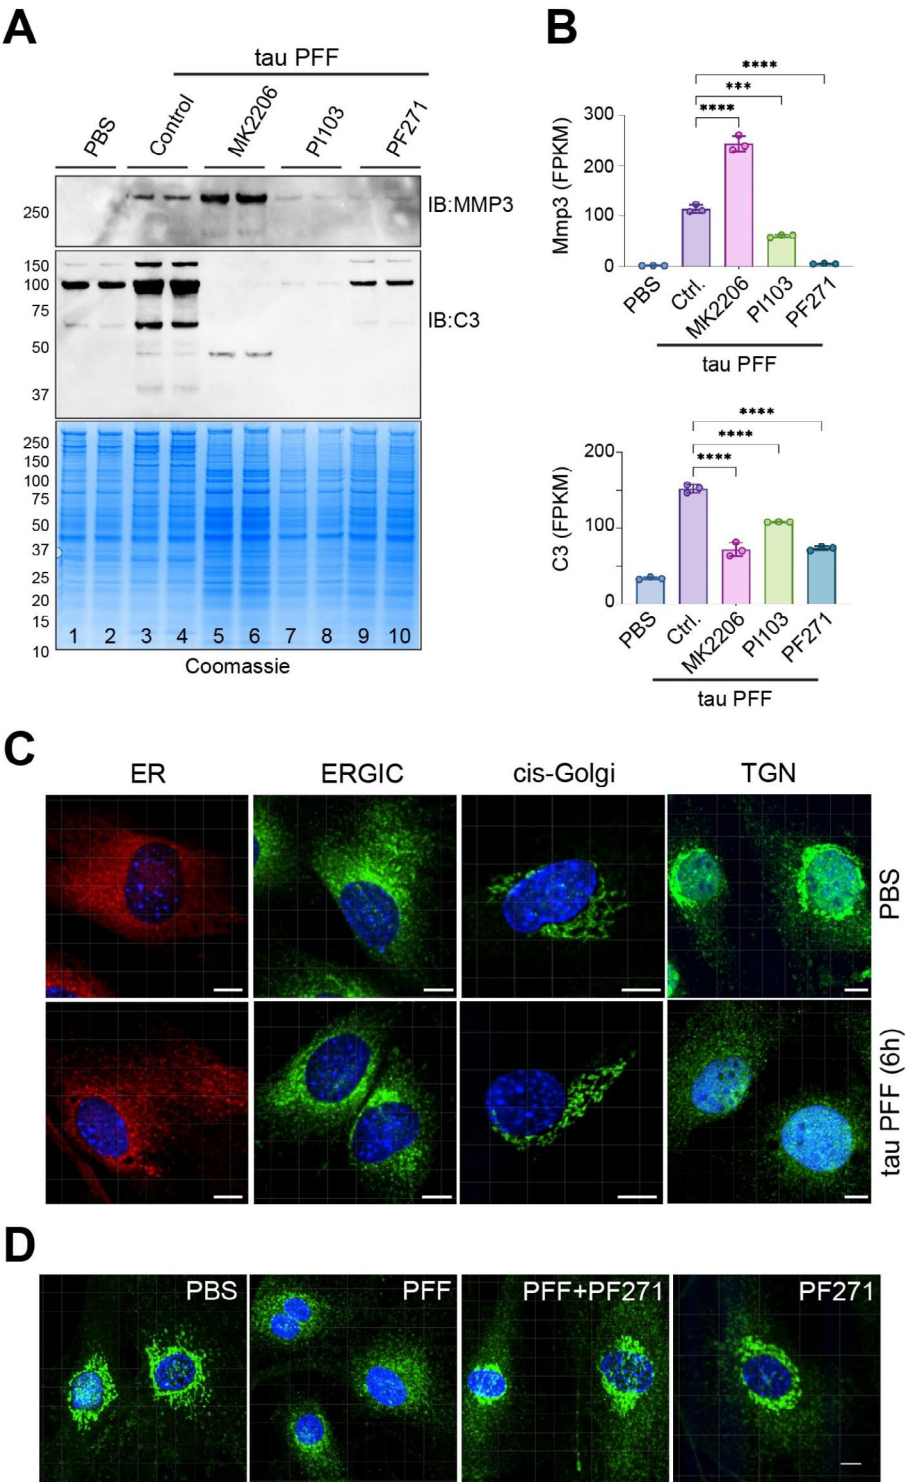 A
tau PFF
PBS Control MK2206 PI103 PF271
250
IB:MMP3
150
100
75
50
37
IB:C3
250
150
100
75
50
37
25
20
15
10
1 2 3 4 5 6 7 8 9 10
Coomassie
B
**** 
***
****
Mmp3 (FPKM)
300
200
100
0
PBS Ctrl. MK2206 PI103 PF271
tau PFF
****
****
****
C3 (FPKM)
200
100
0
PBS Ctrl. MK2206 PI103 PF271
tau PFF
C
ER ERGIC cis-Golgi TGN
PBS
tau PFF (6h)
D
PBS PFF PFF+PF271 PF271